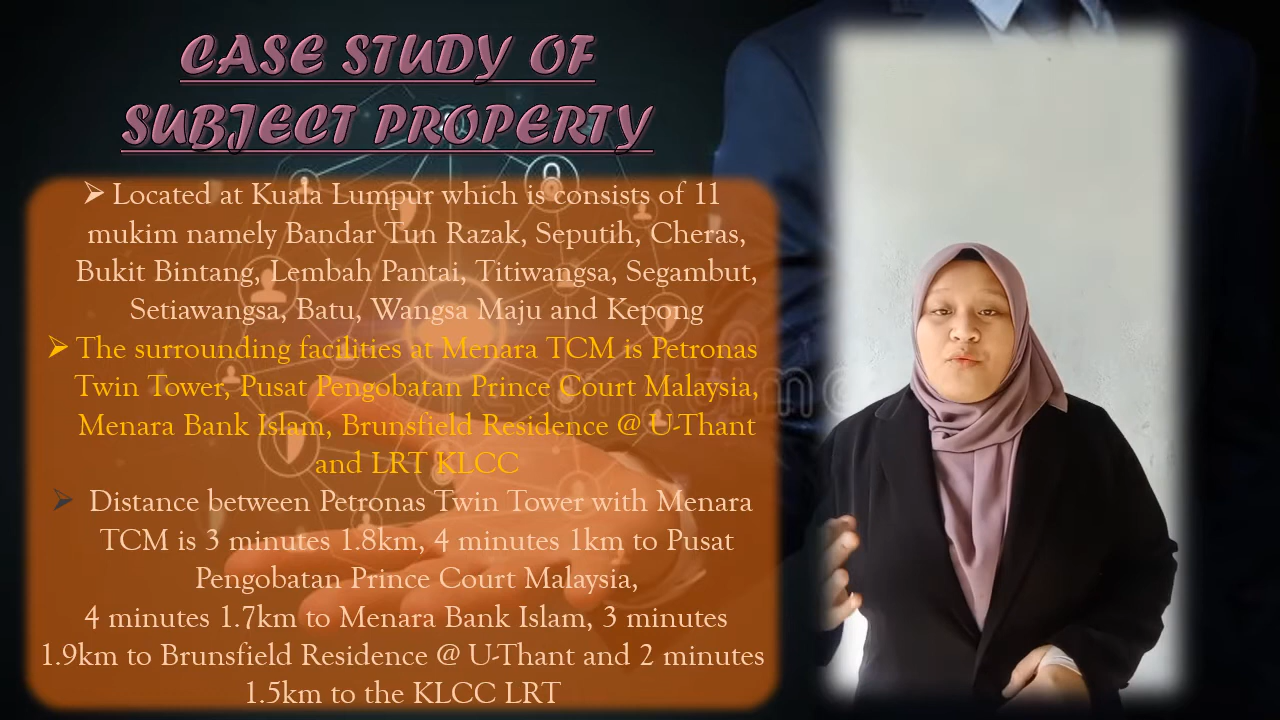 CASE STUDY OF
SUBJECT PROPERTY
➢ Located at Kuala Lumpur which is consists of 11
mukim namely Bandar Tun Razak, Seputih, Cheras,
Bukit Bintang, Lembah Pantai, Titiwangsa, Segambut,
Setiawangsa, Batu, Wangsa Maju and Kepong
➢ The surrounding facilities at Menara TCM is Petronas
Twin Tower, Pusat Pengobatan Prince Court Malaysia,
Menara Bank Islam, Brunsfield Residence @ U-Thant
and LRT KLCC
➢ Distance between Petronas Twin Tower with Menara
TCM is 3 minutes 1.8km, 4 minutes 1km to Pusat
Pengobatan Prince Court Malaysia,
4 minutes 1.7km to Menara Bank Islam, 3 minutes
1.9km to Brunsfield Residence @ U-Thant and 2 minutes
1.5km to the KLCC LRT